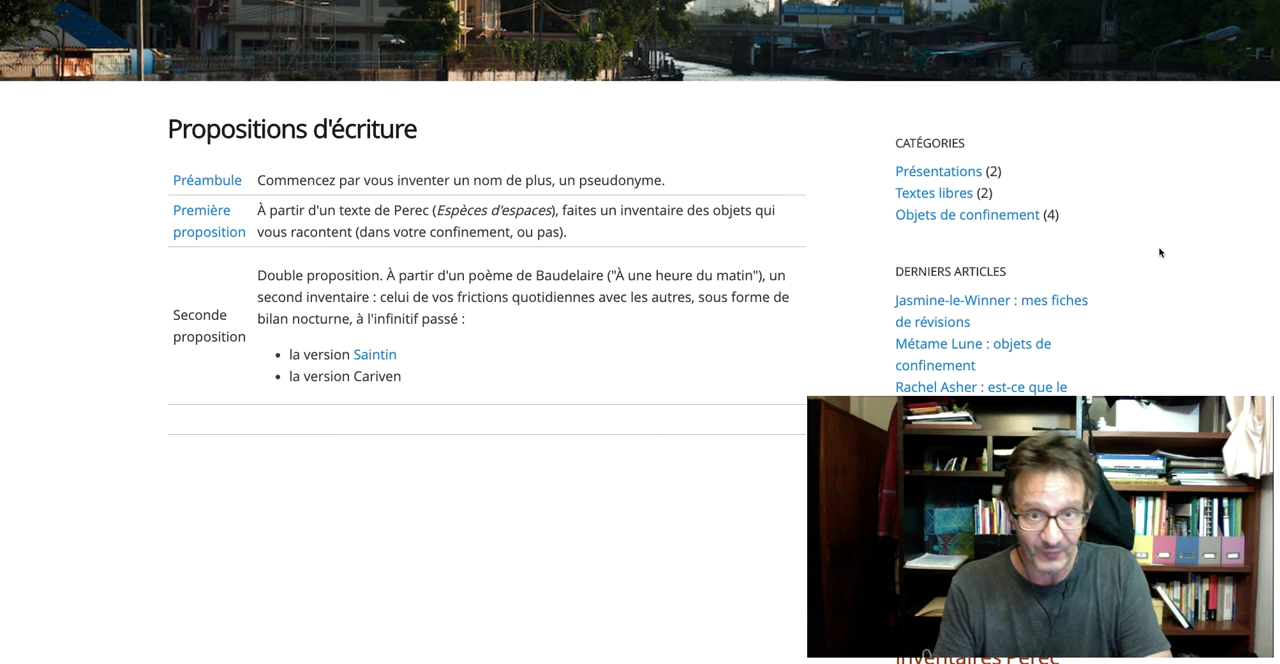 Propositions d'écriture
Préambule Commencez par vous inventer un nom de plus, un pseudonyme.
Première proposition À partir d'un texte de Perec (Espèces d'espaces), faites un inventaire des objets qui
vous racontent (dans votre confinement, ou pas).
Double proposition. À partir d'un poème de Baudelaire ("À une heure du matin"), un
second inventaire : celui de vos frictions quotidiennes avec les autres, sous forme de
Seconde proposition
bilan nocturne, à l'infinitif passé :
• la version Saintin
• la version Cariven
CATÉGORIES
Présentations (2)
Textes libres (2)
Objets de confinement (4)
DERNIERS ARTICLES
Jasmine-le-Winner : mes fiches
de révisions
Métame Lune : objets de
confinement
Rachel Asher : est-ce que le
Inventaires Perec